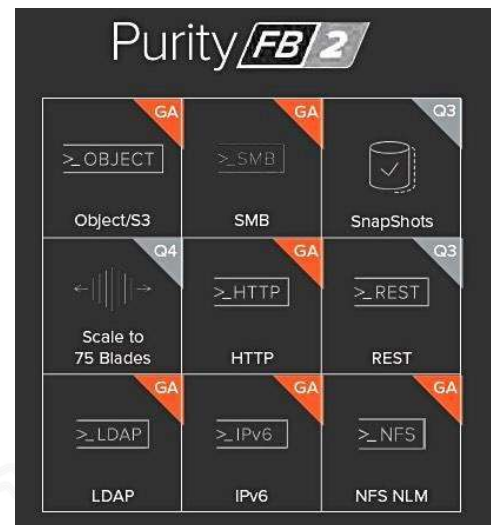 Purity FB 2
GA GA Q3
>_OBJECT >_SMB
Object/S3 SMB SnapShots
Q4 GA Q3
>_HTTP >_REST
Scale to
75 Blades HTTP REST
GA GA GA
>_LDAP >_IPv6 >_NFS
LDAP IPv6 NFS NLM